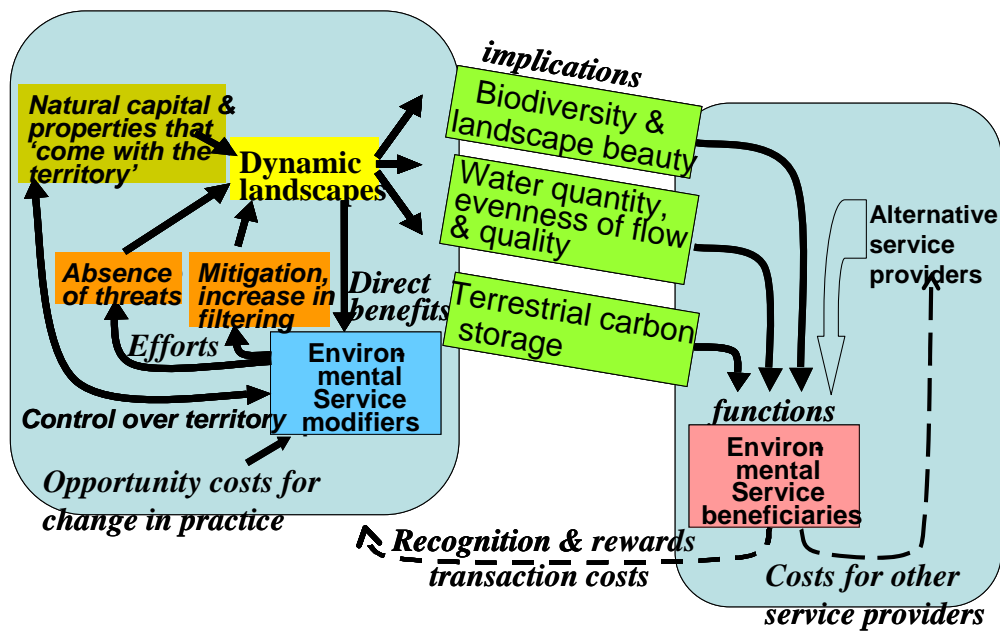 implications
Natural capital &
properties that
‘come with the
territory’
Dynamic
landscapes
Biodiversity &
landscape beauty
Water quantity,
evenness of flow
& quality
Terrestrial carbon
storage
Alternative
service
providers
Absence
of threats
Mitigation,
increase in
filtering
Direct
benefits
Efforts
Environ-
mental
Service
modifiers
Control over territory
Opportunity costs for
change in practice
functions
Environ-
mental
Service
beneficiaries
Recognition & rewards
transaction costs
Costs for other
service providers